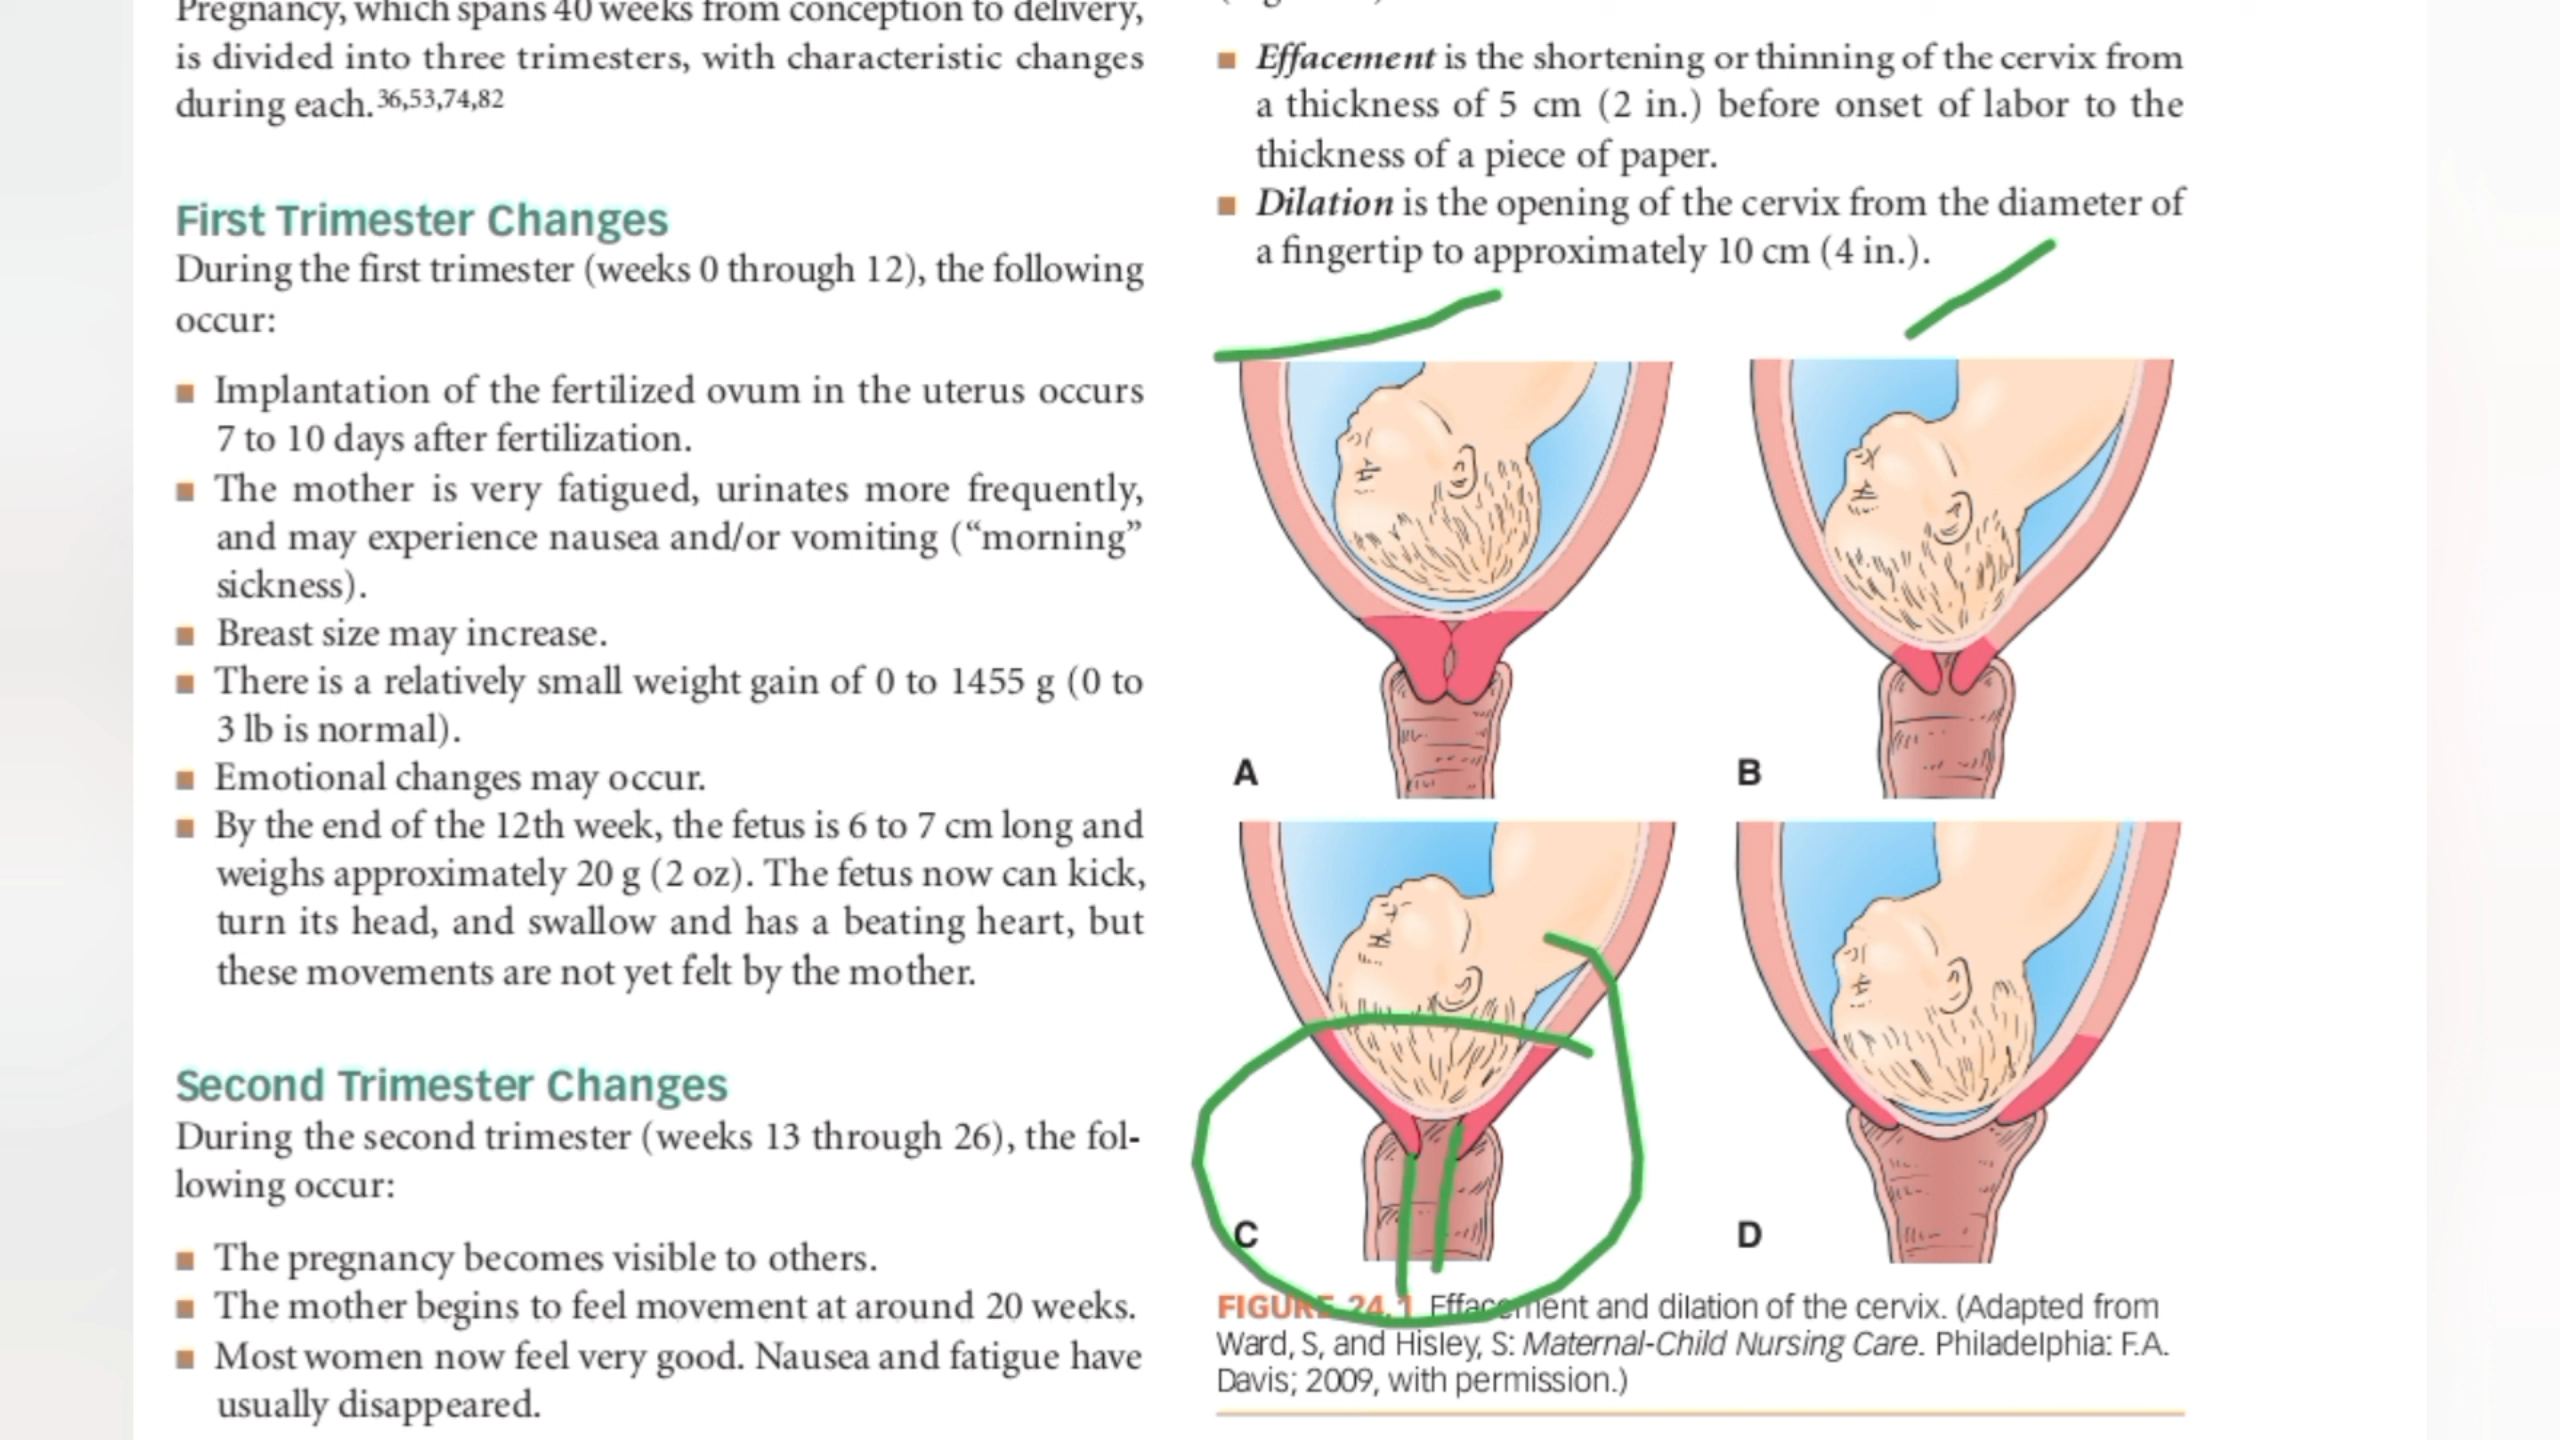 Pregnancy, which spans 40 weeks from conception to delivery,
is divided into three trimesters, with characteristic changes
during each.36,53,74,82
First Trimester Changes
During the first trimester (weeks 0 through 12), the following
occur:
■ Implantation of the fertilized ovum in the uterus occurs
7 to 10 days after fertilization.
■ The mother is very fatigued, urinates more frequently,
and may experience nausea and/or vomiting (“morning”
sickness).
■ Breast size may increase.
■ There is a relatively small weight gain of 0 to 1455 g (0 to
3 lb is normal).
■ Emotional changes may occur.
■ By the end of the 12th week, the fetus is 6 to 7 cm long and
weighs approximately 20 g (2 oz). The fetus now can kick,
turn its head, and swallow and has a beating heart, but
these movements are not yet felt by the mother.
Second Trimester Changes
During the second trimester (weeks 13 through 26), the fol-
lowing occur:
■ The pregnancy becomes visible to others.
■ The mother begins to feel movement at around 20 weeks.
■ Most women now feel very good. Nausea and fatigue have
usually disappeared.
■ Effacement is the shortening or thinning of the cervix from
a thickness of 5 cm (2 in.) before onset of labor to the
thickness of a piece of paper.
■ Dilation is the opening of the cervix from the diameter of
a fingertip to approximately 10 cm (4 in.).
A
B
C
D
FIGURE 24.1 Effacement and dilation of the cervix. (Adapted from
Ward, S, and Hisley, S: Maternal-Child Nursing Care. Philadelphia: F.A.
Davis; 2009, with permission.)